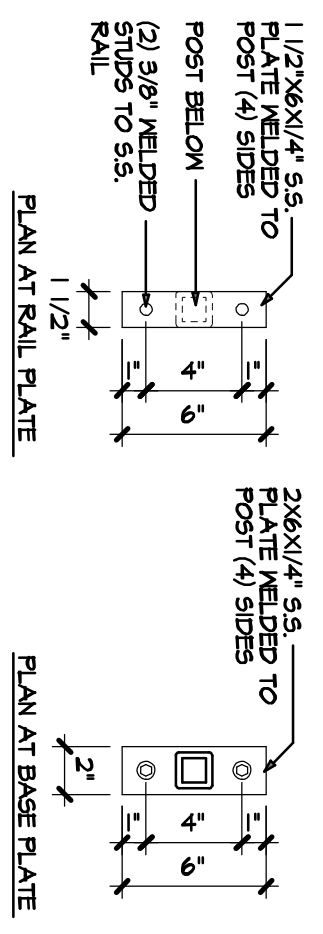 1 1/2"X6X1/4" S.S.
PLATE WELDED TO
POST (4) SIDES
POST BELOW
(2) 3/8" WELDED
STUDS TO S.S.
RAIL
1"
4"
1"
6"
1 1/2"
PLAN AT RAIL PLATE
2X6X1/4" S.S.
PLATE WELDED TO
POST (4) SIDES
1"
4"
1"
6"
2"
PLAN AT BASE PLATE